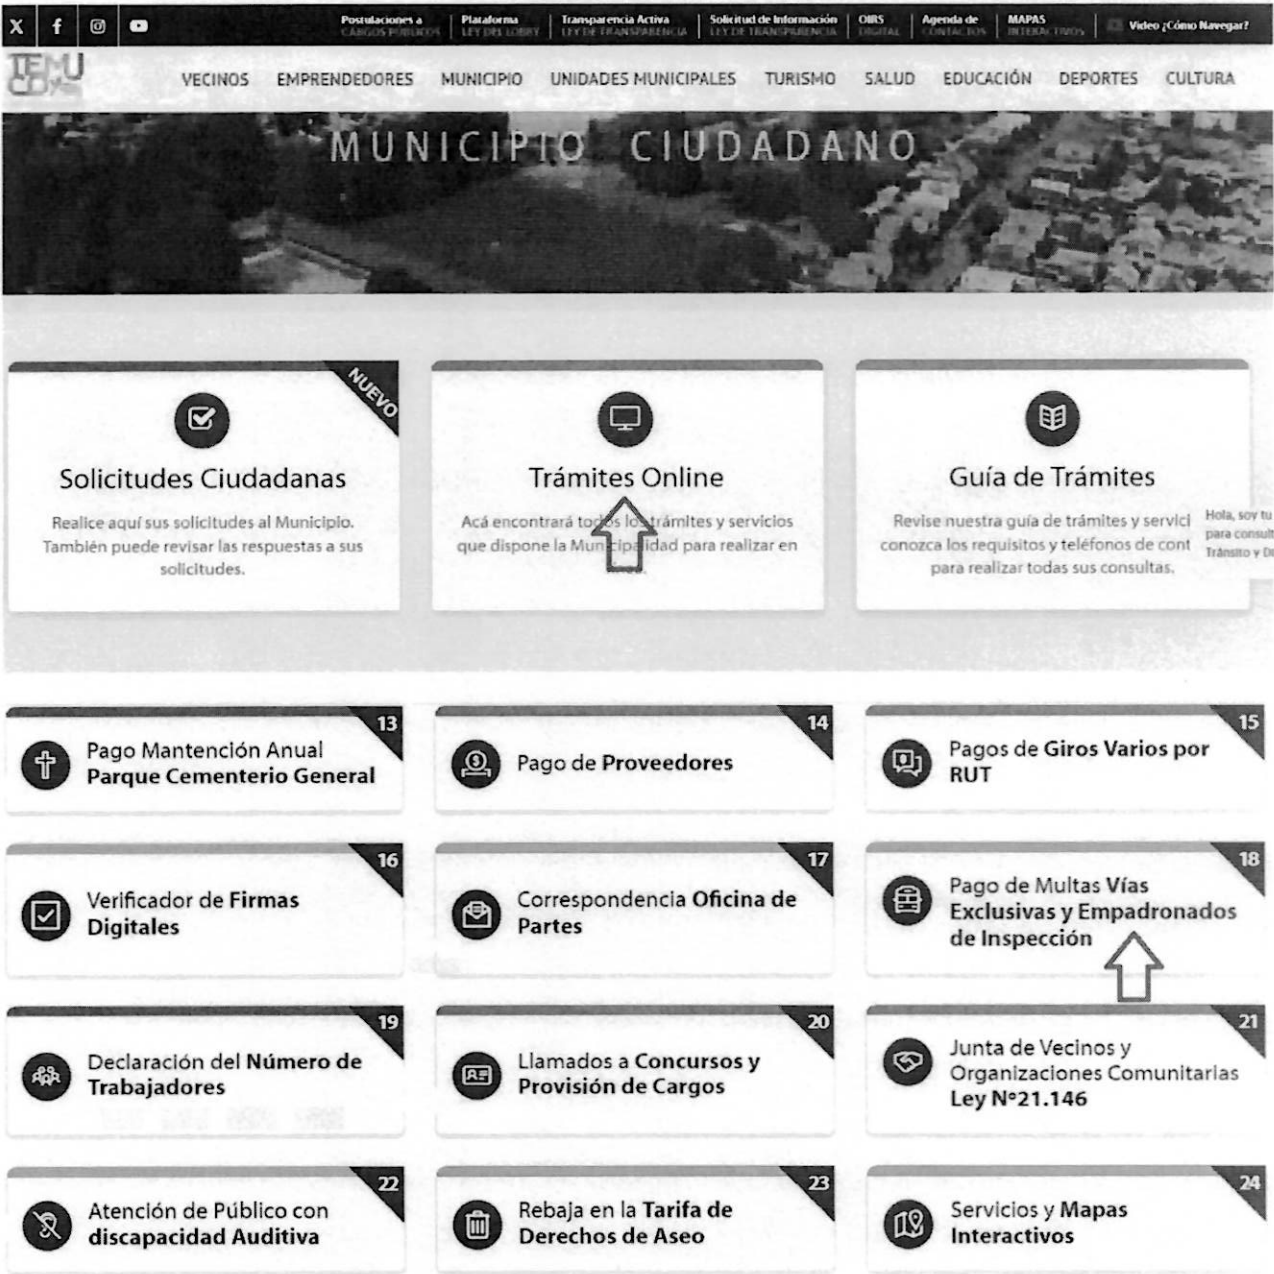 Postulaciones a
CARGOS PÚBLICOS
Plataforma
LEY DEL LOBBY
Transparencia Activa
LEY DE TRANSPARENCIA
Solicitud de Información
LEY DE TRANSPARENCIA
OIRS
DIGITAL
Agenda de
CONTACTOS
MAPAS
INTERACTIVOS
Video ¿Cómo Navegar?
TEMU
CO
VECINOS EMPRENDEDORES MUNICIPIO UNIDADES MUNICIPALES TURISMO SALUD EDUCACIÓN DEPORTES CULTURA
MUNICIPIO CIUDADANO
NUEVO
Solicitudes Ciudadanas
Realice aquí sus solicitudes al Municipio.
También puede revisar las respuestas a sus
solicitudes.
Trámites Online
Acá encontrará todos los trámites y servicios
que dispone la Municipalidad para realizar en
Guía de Trámites
Revise nuestra guía de trámites y servici
conozca los requisitos y teléfonos de cont
para realizar todas sus consultas.
Hola, soy tu
para consult
Tránsito y D
13
Pago Mantención Anual
Parque Cementerio General
14
Pago de Proveedores
15
Pagos de Giros Varios por
RUT
16
Verificador de Firmas
Digitales
17
Correspondencia Oficina de
Partes
18
Pago de Multas Vías
Exclusivas y Empadronados
de Inspección
19
Declaración del Número de
Trabajadores
20
Llamados a Concursos y
Provisión de Cargos
21
Junta de Vecinos y
Organizaciones Comunitarias
Ley Nº21.146
22
Atención de Público con
discapacidad Auditiva
23
Rebaja en la Tarifa de
Derechos de Aseo
24
Servicios y Mapas
Interactivos